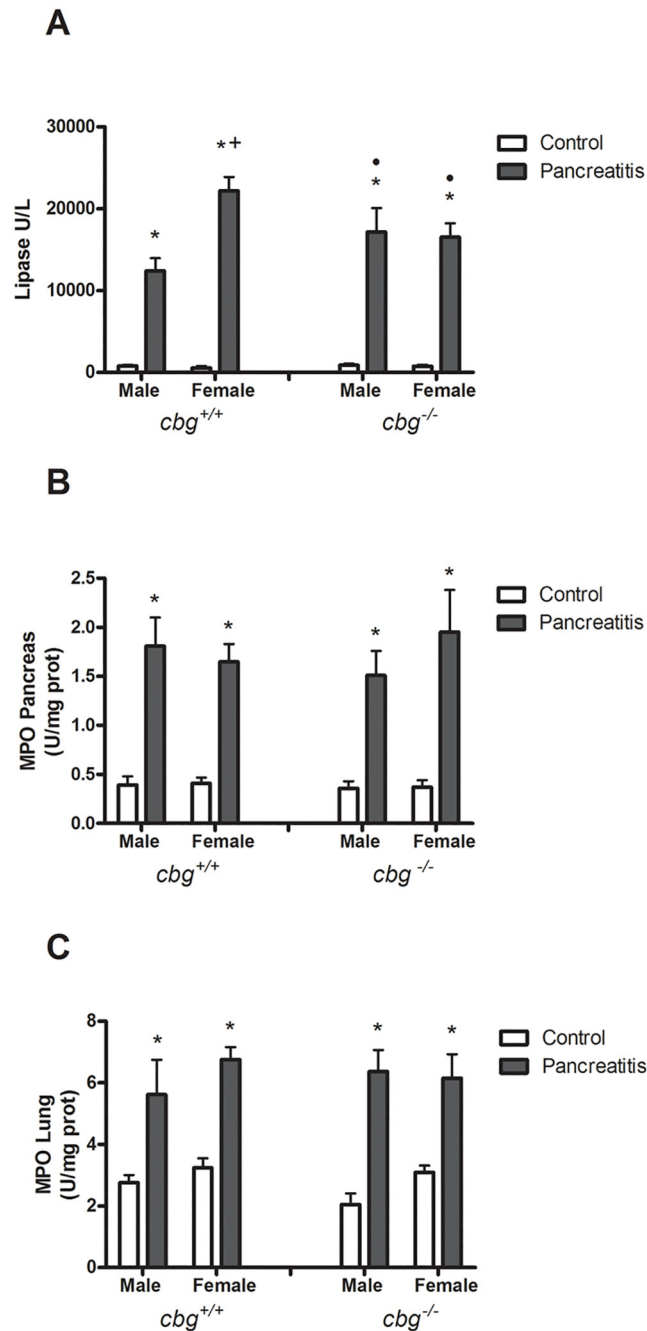 A
30000
20000
10000
0
Lipase U/L
*
* +
•
*
•
*
Control
Pancreatitis
Male Female Male Female
cbg+/+ cbg-/-
B
2.5
2.0
1.5
1.0
0.5
0.0
MPO Pancreas
(U/mg prot)
*
*
*
*
Control
Pancreatitis
Male Female Male Female
cbg+/+ cbg -/-
C
8
6
4
2
0
MPO Lung
(U/mg prot)
*
*
*
*
Control
Pancreatitis
Male Female Male Female
cbg+/+ cbg-/-